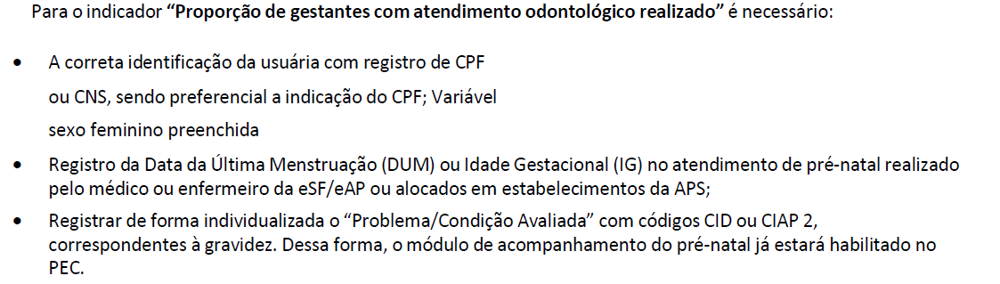 Para o indicador “Proporção de gestantes com atendimento odontológico realizado” é necessário:
• A correta identificação da usuária com registro de CPF
ou CNS, sendo preferencial a indicação do CPF; Variável
sexo feminino preenchida
• Registro da Data da Última Menstruação (DUM) ou Idade Gestacional (IG) no atendimento de pré-natal realizado
pelo médico ou enfermeiro da eSF/eAP ou alocados em estabelecimentos da APS;
• Registrar de forma individualizada o “Problema/Condição Avaliada” com códigos CID ou CIAP 2,
correspondentes à gravidez. Dessa forma, o módulo de acompanhamento do pré-natal já estará habilitado no
PEC.